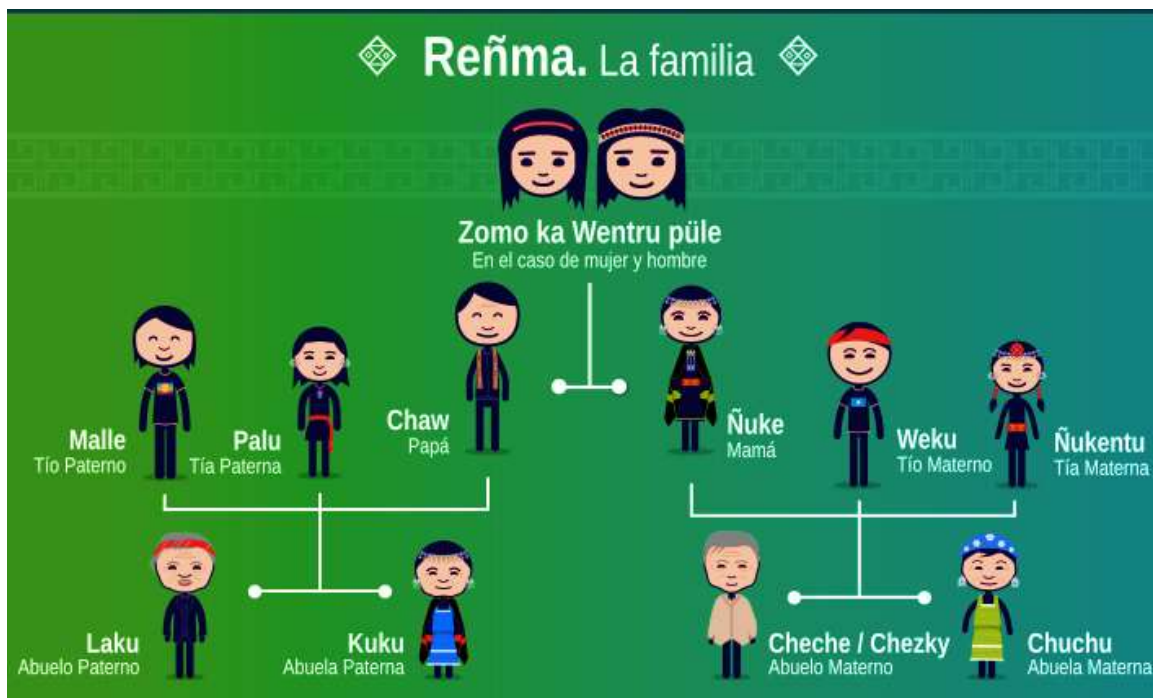 Reñma. La familia
Zomo ka Wentru püle
En el caso de mujer y hombre
Malle
Tío Paterno
Palu
Tía Paterna
Chaw
Papá
Ñuke
Mamá
Weku
Tío Materno
Ñukentu
Tía Materna
Laku
Abuelo Paterno
Kuku
Abuela Paterna
Cheche / Chezky
Abuelo Materno
Chuchu
Abuela Materna